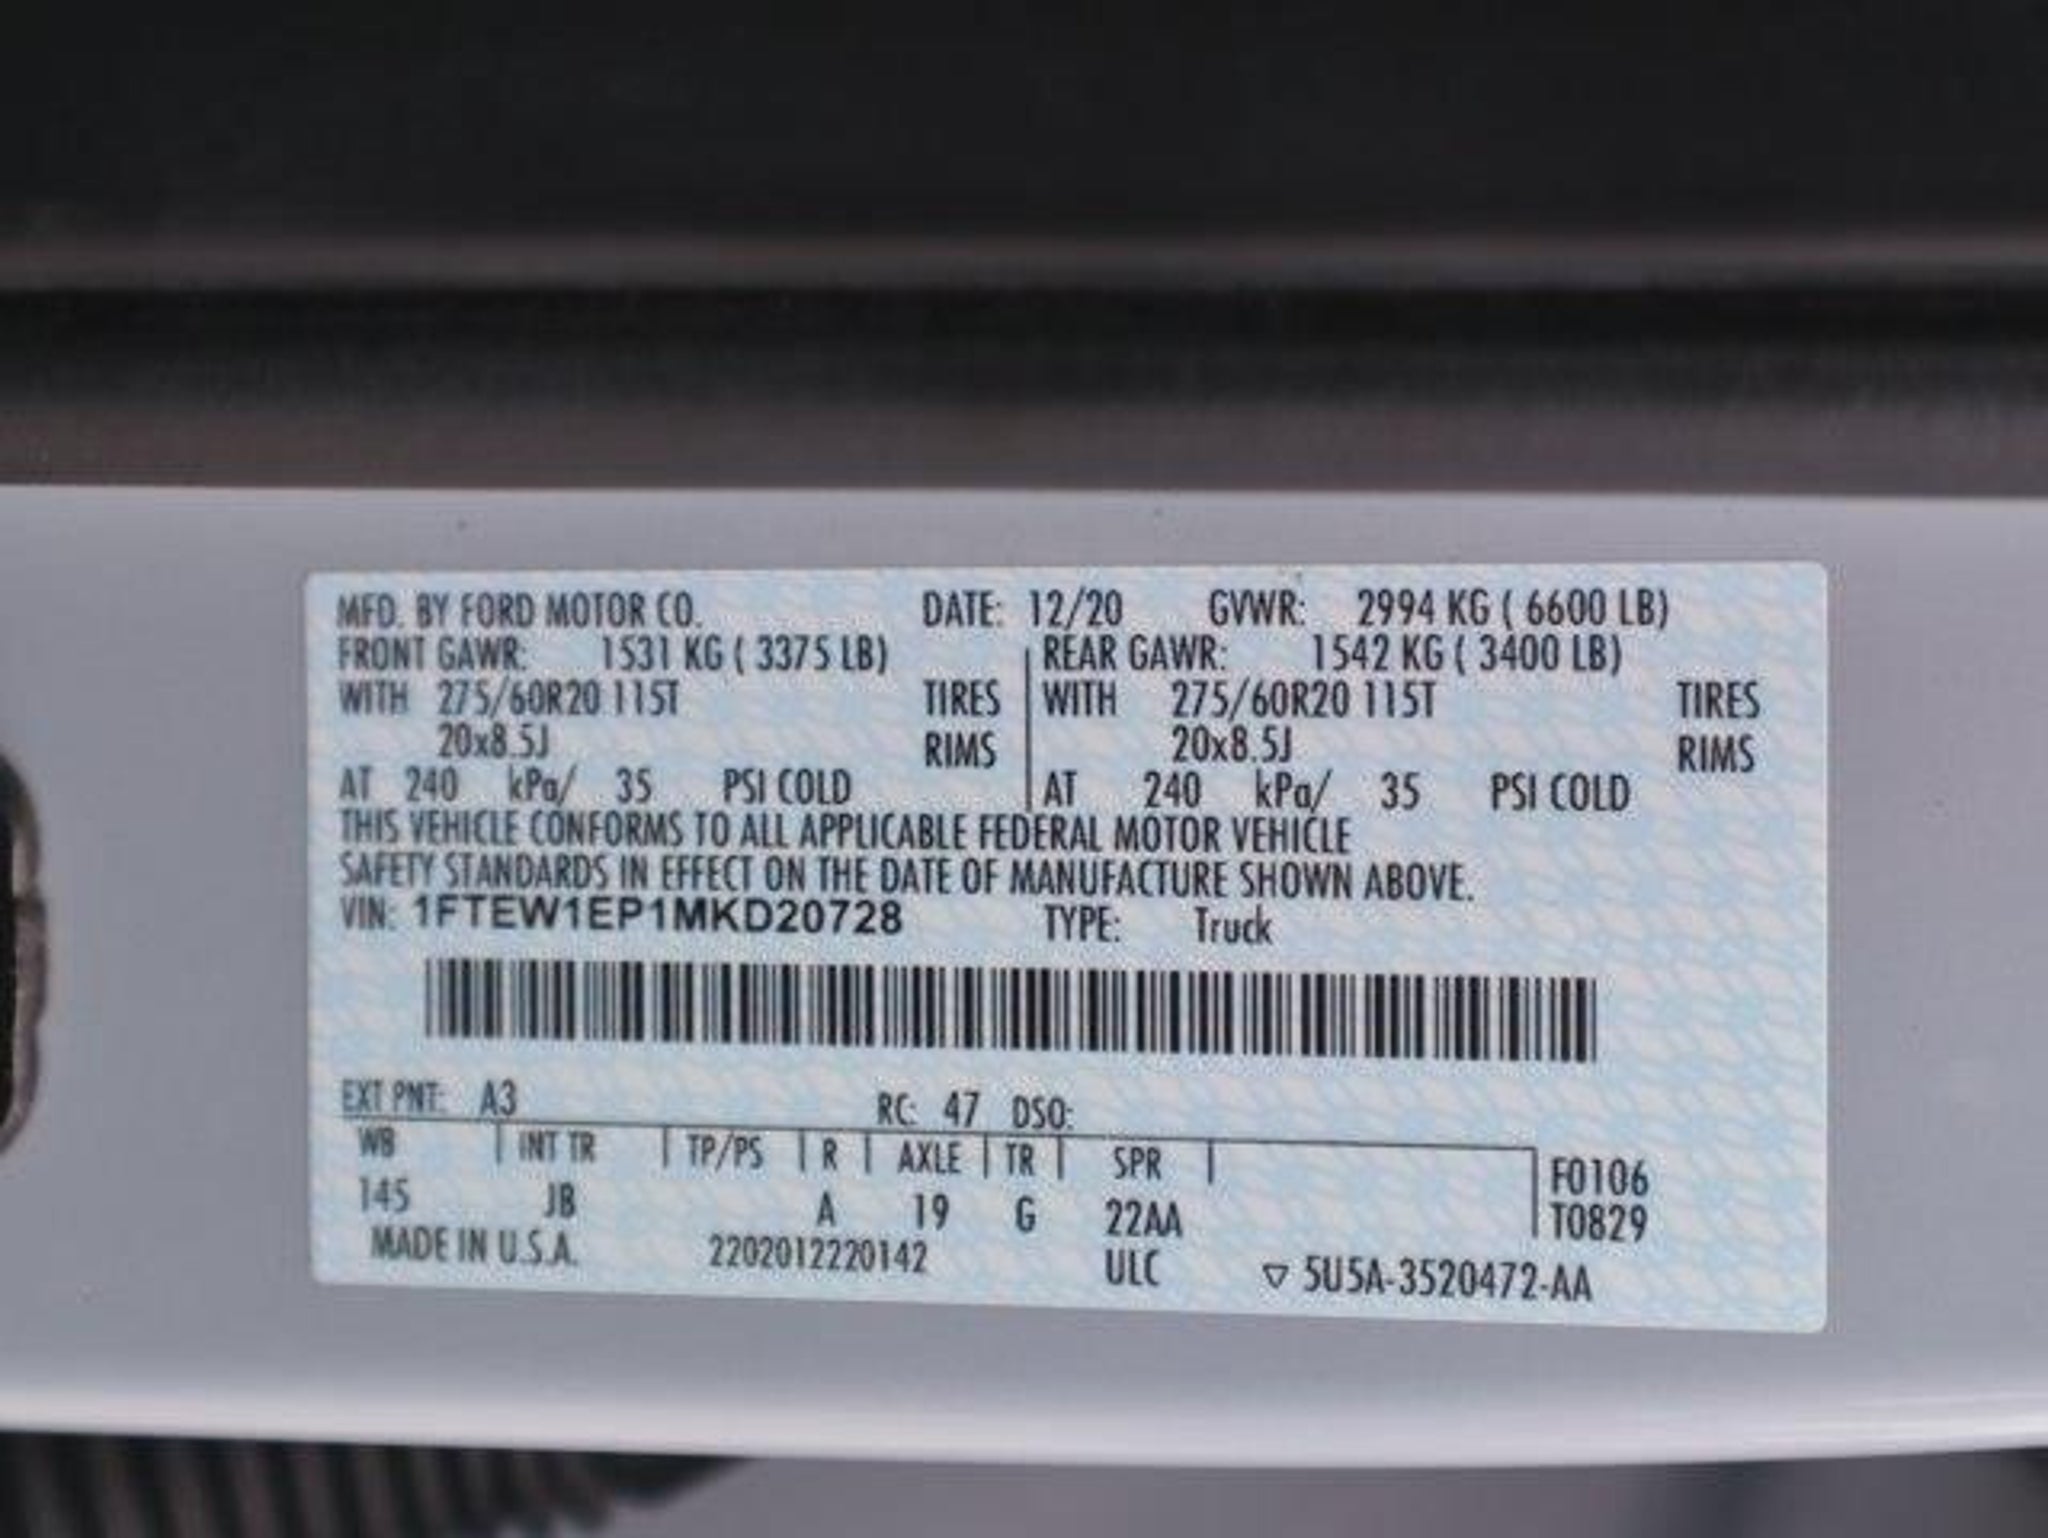 MFD. BY FORD MOTOR CO. DATE: 12/20 GVWR: 2994 KG ( 6600 LB)
FRONT GAWR: 1531 KG ( 3375 LB) REAR GAWR: 1542 KG ( 3400 LB)
WITH 275/60R20 115T TIRES WITH 275/60R20 115T TIRES
20x8.5J RIMS 20x8.5J RIMS
AT 240 kPa/ 35 PSI COLD AT 240 kPa/ 35 PSI COLD
THIS VEHICLE CONFORMS TO ALL APPLICABLE FEDERAL MOTOR VEHICLE
SAFETY STANDARDS IN EFFECT ON THE DATE OF MANUFACTURE SHOWN ABOVE.
VIN: 1FTEW1EP1MKD20728 TYPE: Truck
EXT PNT: A3 RC: 47 DSO:
WB INT TR TP/PS R AXLE TR SPR F0106
145 JB A 19 G 22AA T0829
MADE IN U.S.A. 2202012220142 ULC ▽ 5U5A-3520472-AA